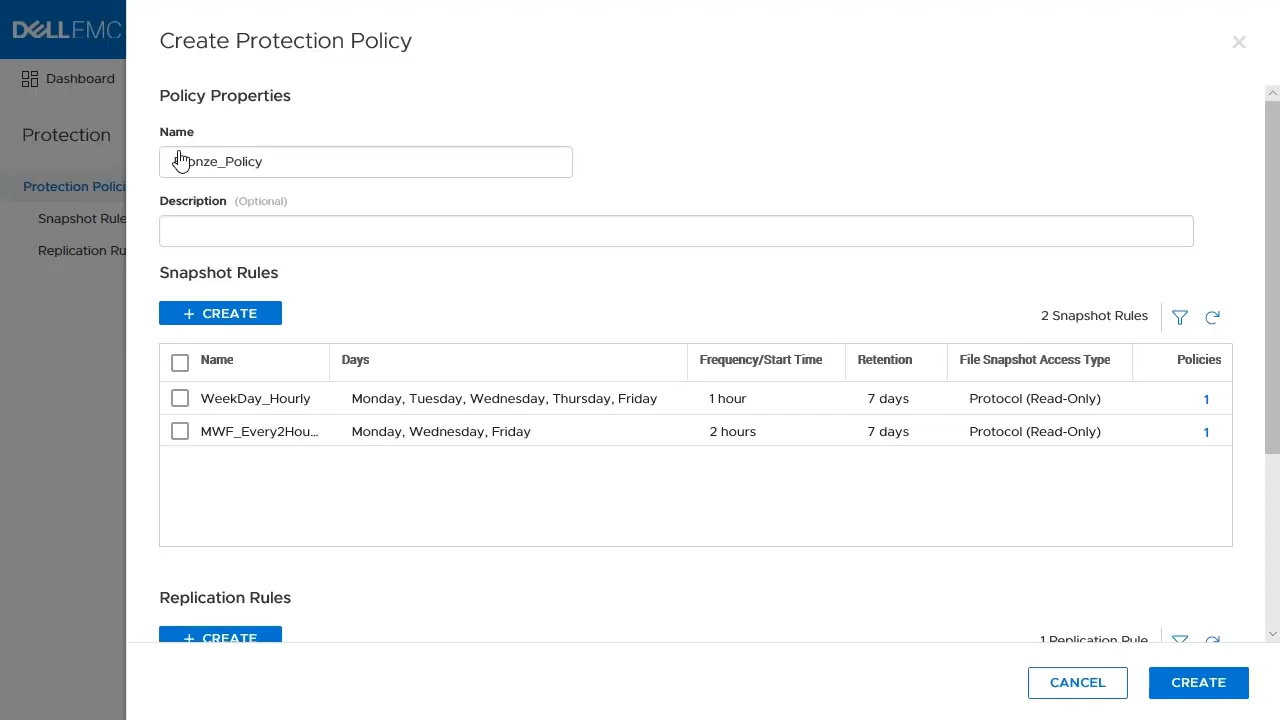 DELLEMC
Create Protection Policy
Dashboard
Policy Properties
Protection
Name
onze_Policy
Protection Polici
Description (Optional)
Snapshot Rule
Replication Ru
Snapshot Rules
+ CREATE
2 Snapshot Rules
Name Days Frequency/Start Time Retention File Snapshot Access Type Policies
WeekDay_Hourly Monday, Tuesday, Wednesday, Thursday, Friday 1 hour 7 days Protocol (Read-Only) 1
MWF_Every2Hou... Monday, Wednesday, Friday 2 hours 7 days Protocol (Read-Only) 1
Replication Rules
+ CREATE
1 Replication Rule
CANCEL CREATE